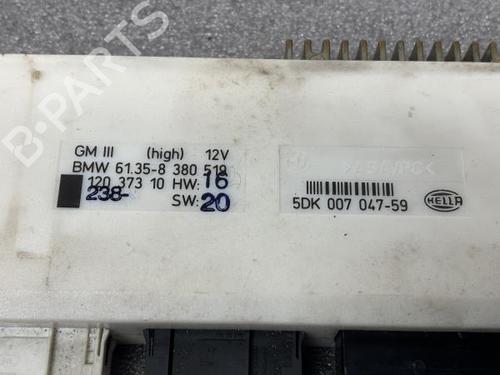 GM III (high) 12V
BMW 61.35-8 380 519
120 373 10 HW: 16
238-
SW: 20
5DK 007 047-59
HELLA